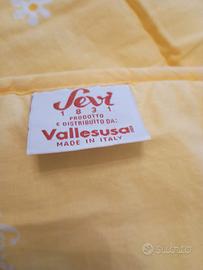 Sevi
1831
PRODOTTO
E DISTRIBUITO DA:
Vallesusa
MADE IN ITALY
Subito